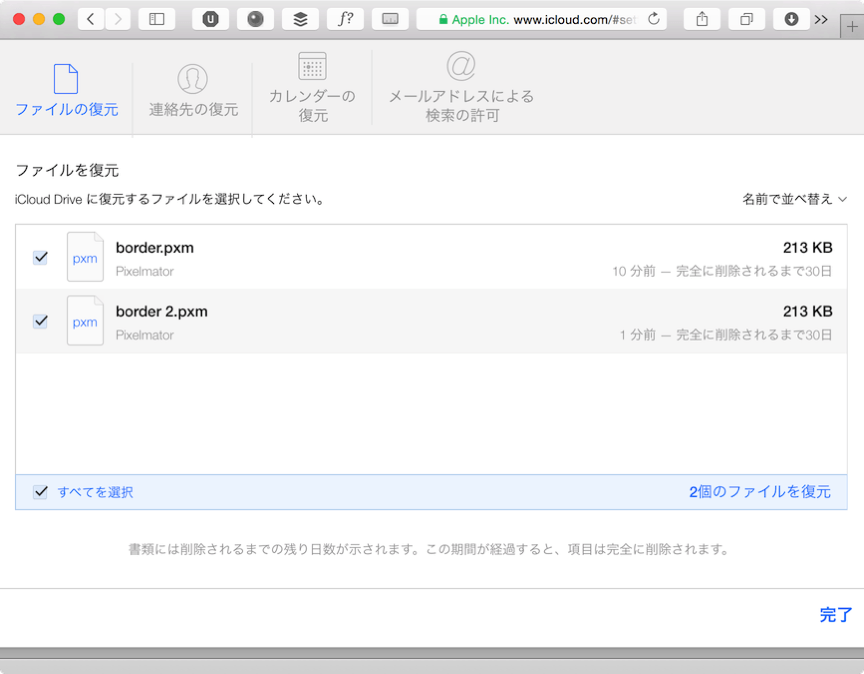 Apple Inc. www.icloud.com/#set
f?
ファイルの復元
連絡先の復元
カレンダーの
復元
メールアドレスによる
検索の許可
ファイルを復元
iCloud Drive に復元するファイルを選択してください。
名前で並べ替え
pxm
border.pxm
213 KB
Pixelmator
10 分前 — 完全に削除されるまで30日
pxm
border 2.pxm
213 KB
Pixelmator
1 分前 — 完全に削除されるまで30日
すべてを選択
2個のファイルを復元
書類には削除されるまでの残り日数が示されます。この期間が経過すると、項目は完全に削除されます。
完了